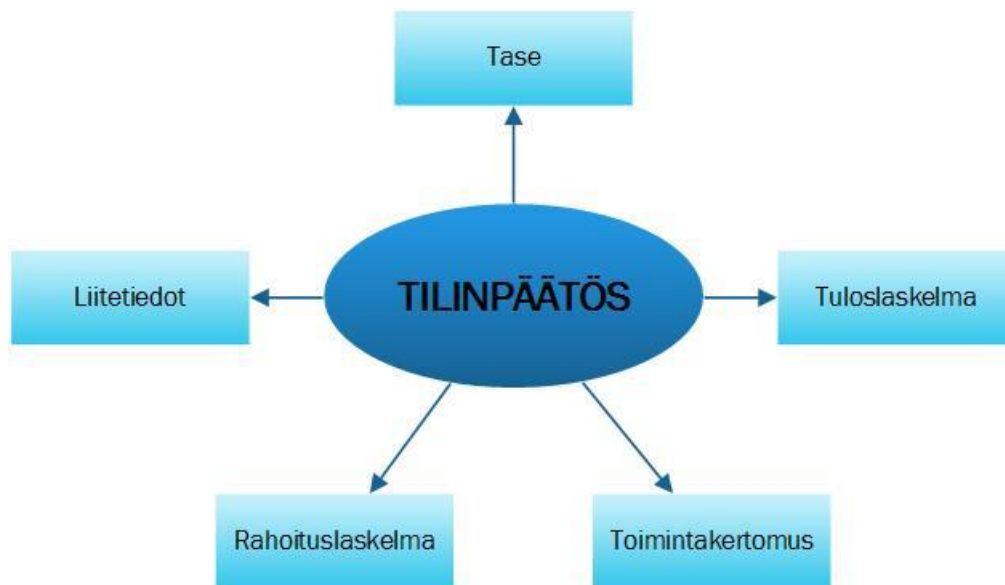 Tase
Liitetiedot
TILINPÄÄTÖS
Tuloslaskelma
Rahoituslaskelma
Toimintakertomus